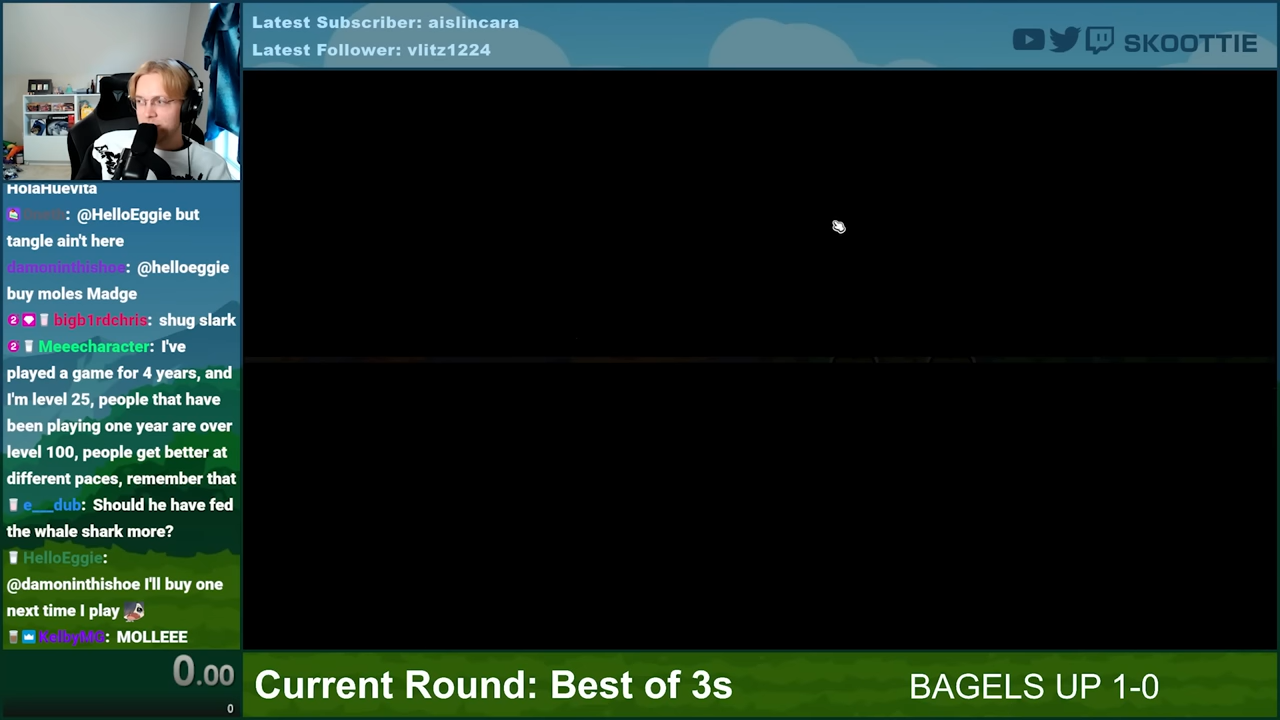 Latest Subscriber: aislincara
Latest Follower: vlitz1224
SKOOTTIE
HolaHuevita
: @HelloEggie but
tangle ain't here
damoninthishoe: @helloeggie
buy moles Madge
2 bigb1rdchris: shug slark
2 Meeecharacter: I've
played a game for 4 years, and
I'm level 25, people that have
been playing one year are over
level 100, people get better at
different paces, remember that
e___dub: Should he have fed
the whale shark more?
HelloEggie:
@damoninthishoe I'll buy one
next time I play
KelbyMG: MOLLEEE
0.00
0
Current Round: Best of 3s
BAGELS UP 1-0